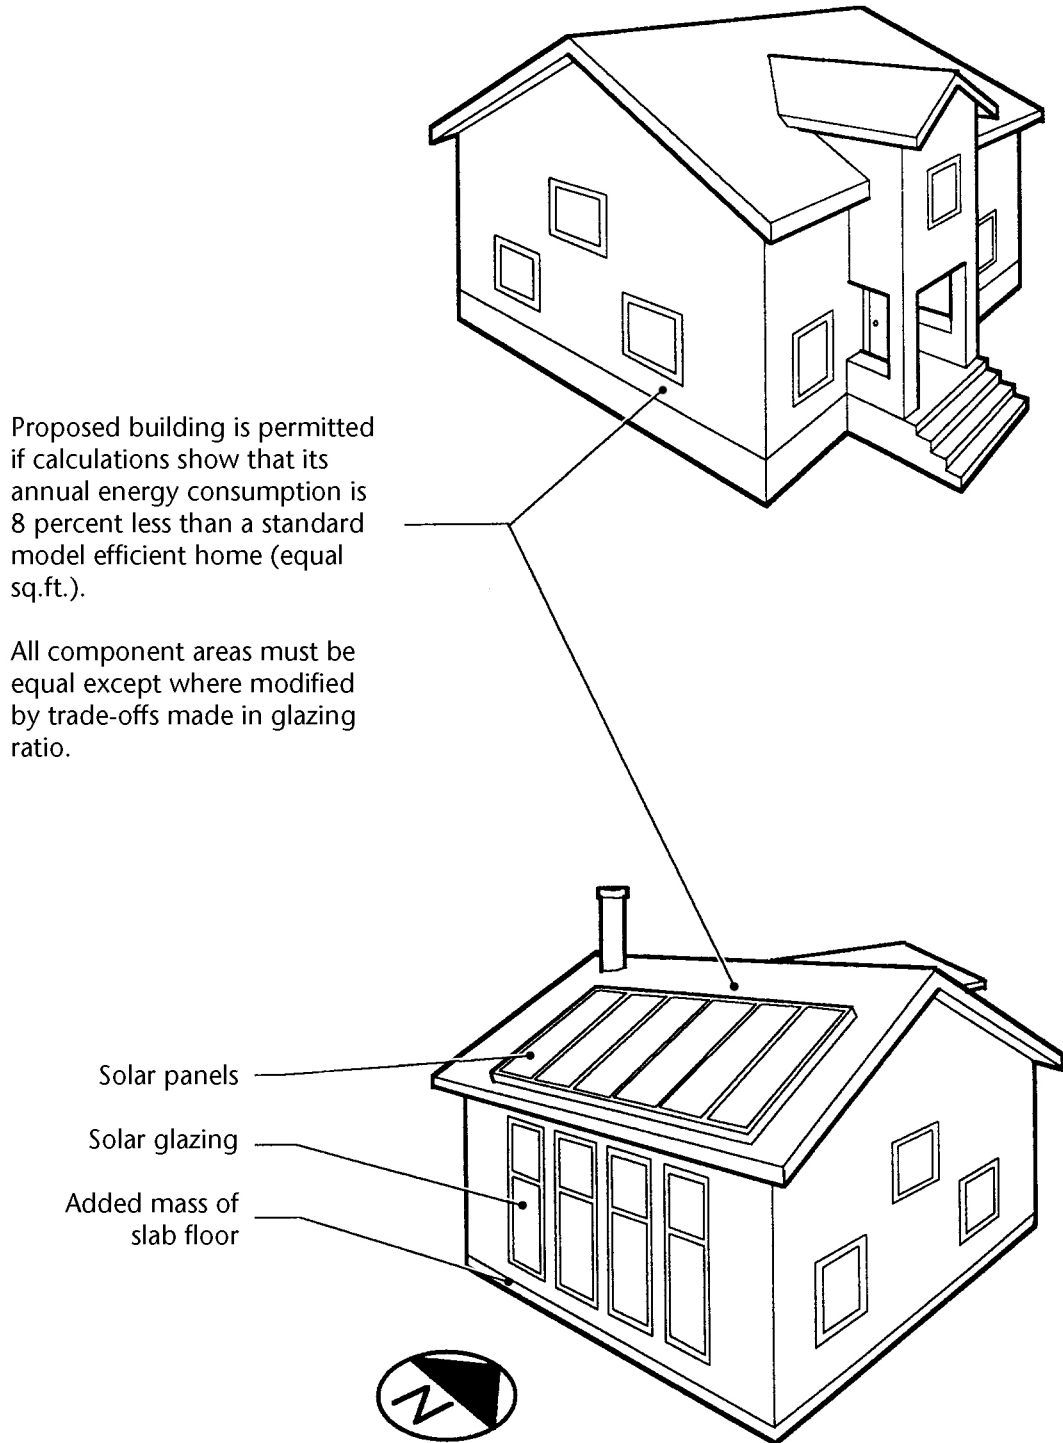 Proposed building is permitted
if calculations show that its
annual energy consumption is
8 percent less than a standard
model efficient home (equal
sq.ft.).
All component areas must be
equal except where modified
by trade-offs made in glazing
ratio.
Solar panels
Solar glazing
Added mass of
slab floor
N